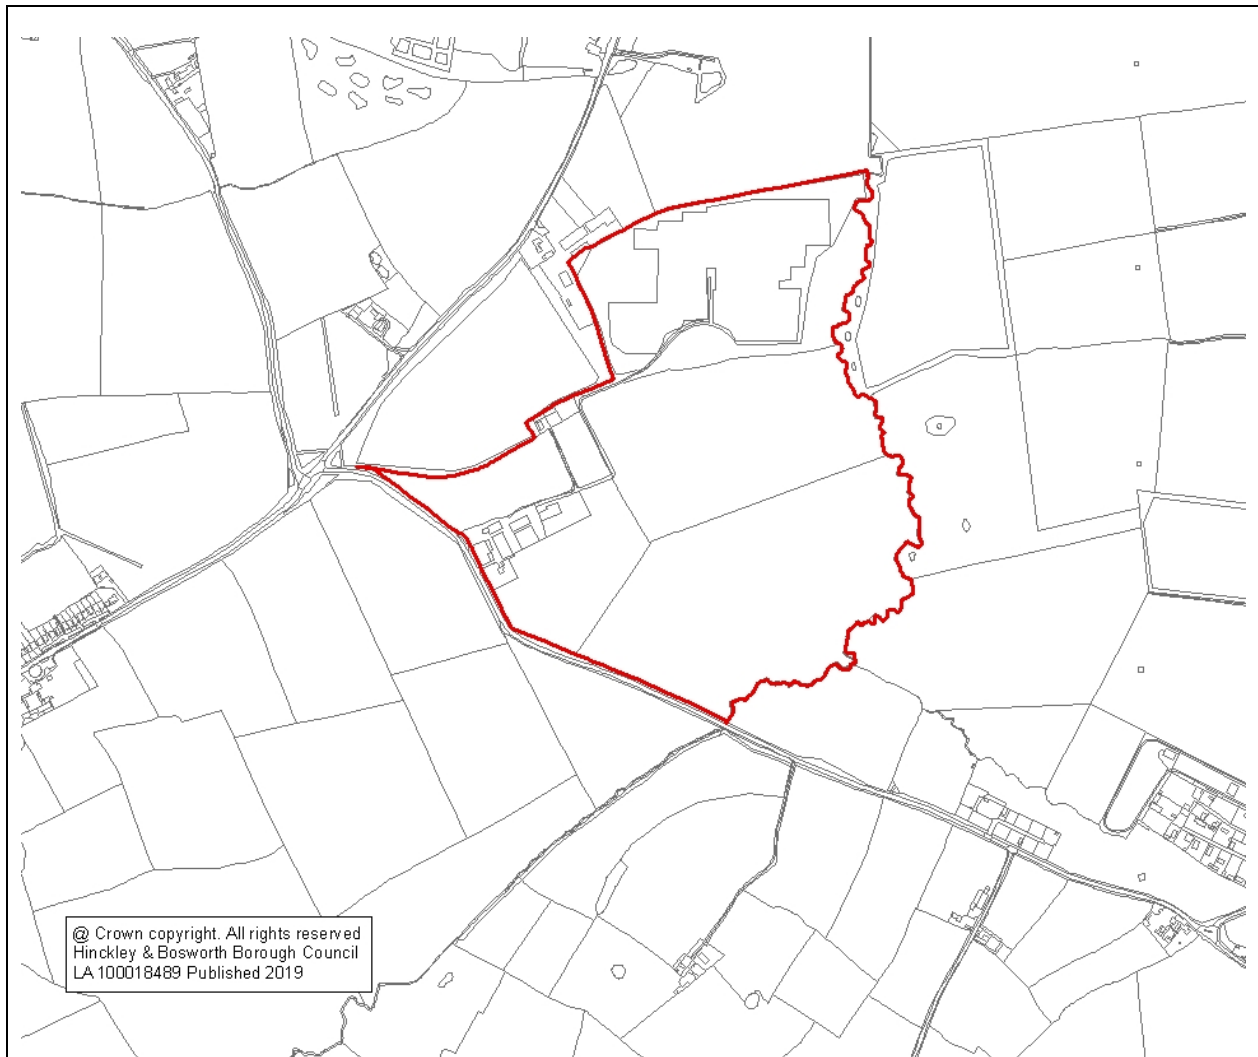 @ Crown copyright. All rights reserved
Hinckley & Bosworth Borough Council
LA 100018489 Published 2019